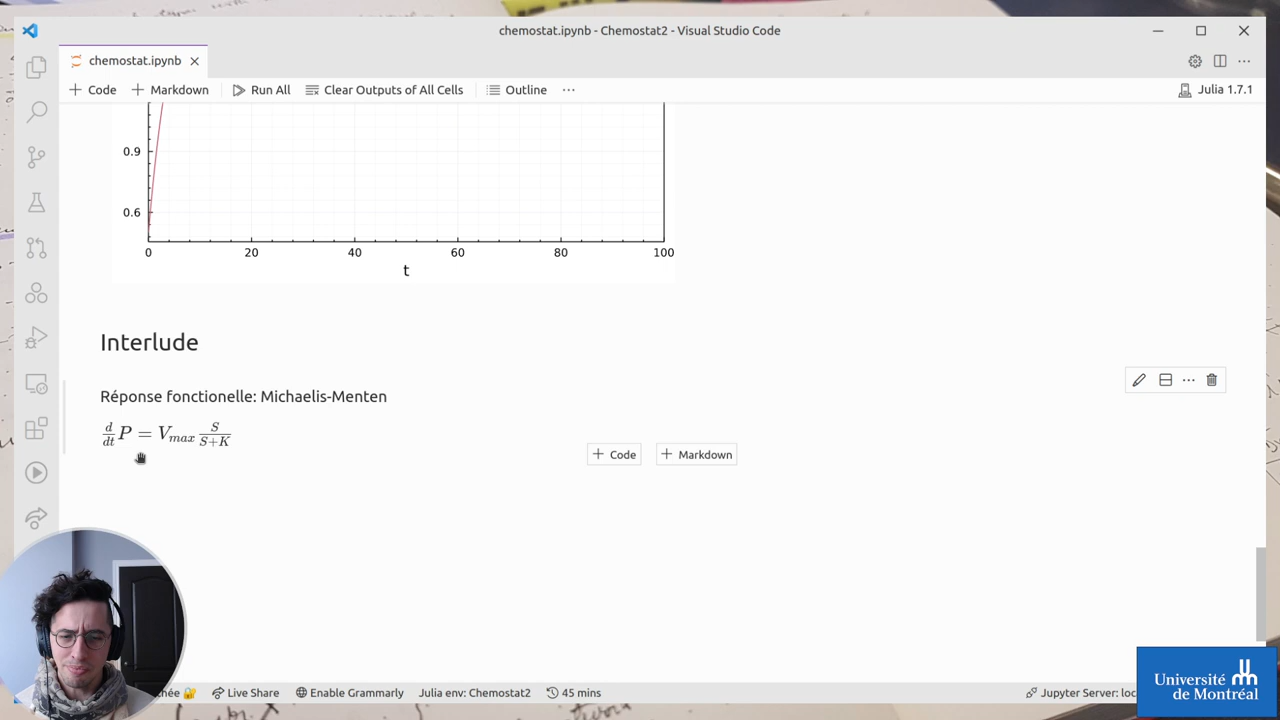 chemostat.ipynb - Chemostat2 - Visual Studio Code
chemostat.ipynb
Code
Markdown
Run All
Clear Outputs of All Cells
Outline
Julia 1.7.1
0.9
0.6
0 20 40 60 80 100
t
Interlude
Réponse fonctionelle: Michaelis-Menten
d/dt P = V_max S/(S+K)
Code
Markdown
Live Share
Enable Grammarly
Julia env: Chemostat2
45 mins
Jupyter Server:
Université
de Montréal